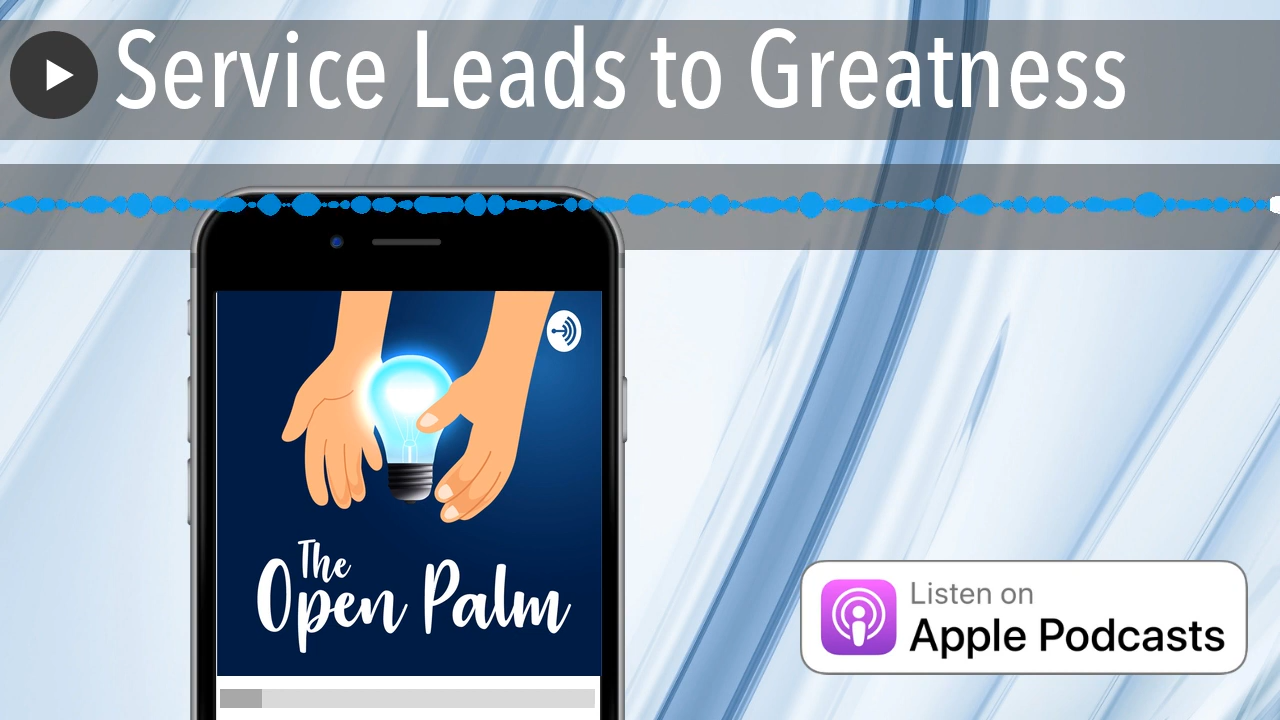 Service Leads to Greatness
The
Open Palm
Listen on
Apple Podcasts